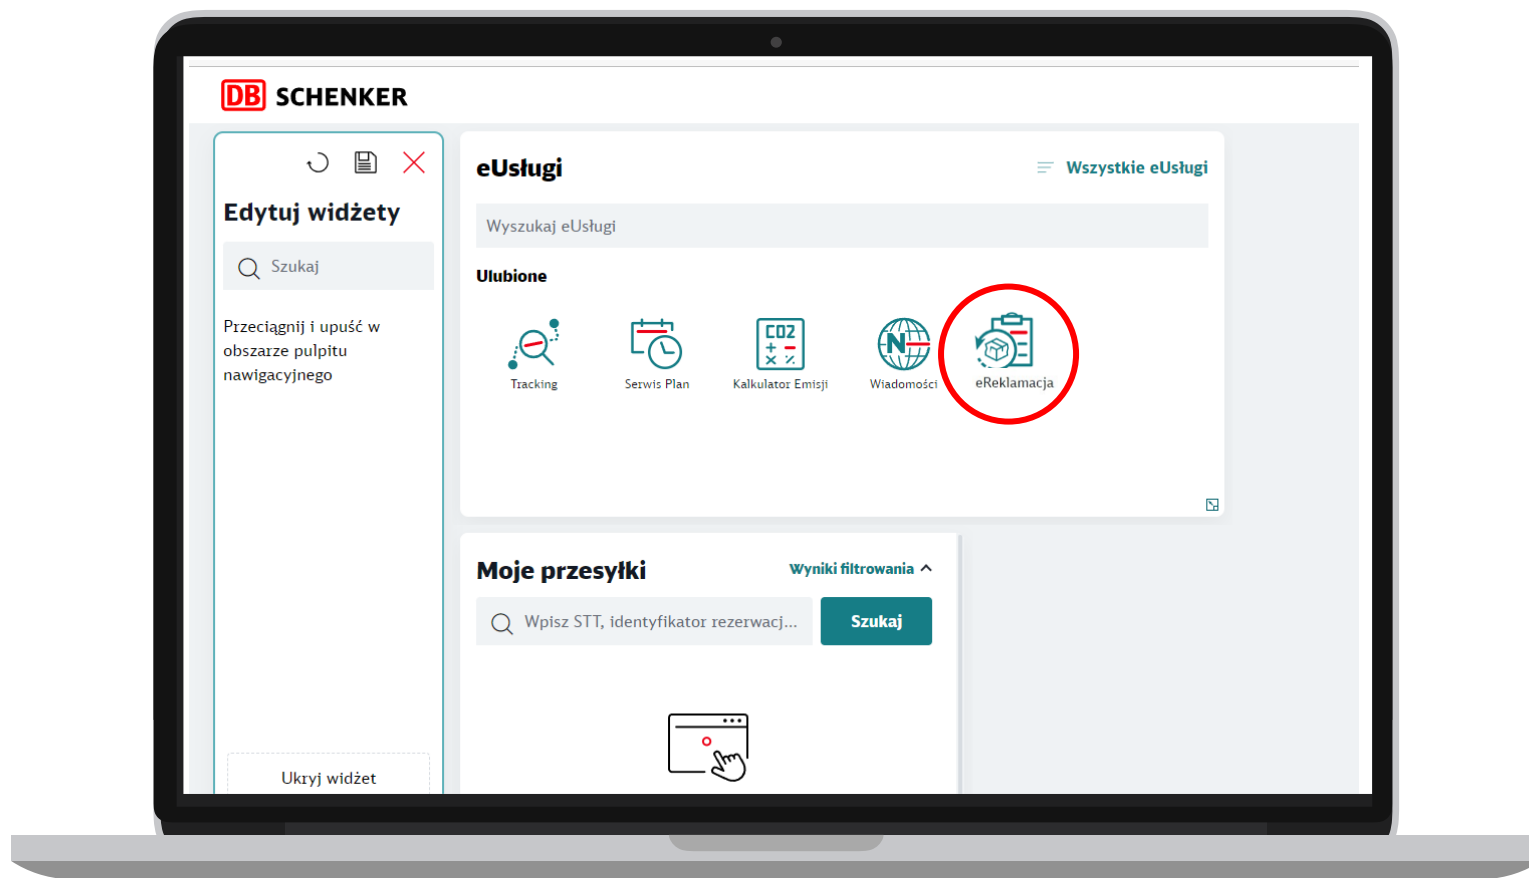 DB SCHENKER
Edytuj widżety
Szukaj
Przeciągnij i upuść w
obszarze pulpitu
nawigacyjnego
Ukryj widżet
eUsługi
Wszystkie eUsługi
Wyszukaj eUsługi
Ulubione
CO2
N
Tracking
Serwis Plan
Kalkulator Emisji
Wiadomości
eReklamacja
Moje przesyłki
Wyniki filtrowania
Wpisz STT, identyfikator rezerwacj...
Szukaj